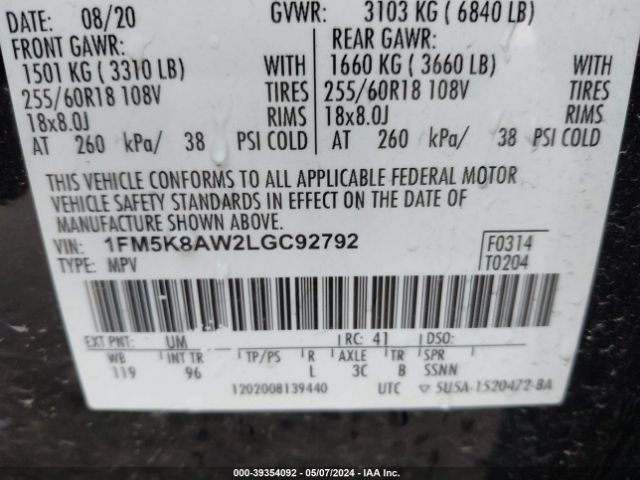 DATE: 08/20 GVWR: 3103 KG ( 6840 LB)
FRONT GAWR: REAR GAWR:
1501 KG ( 3310 LB) WITH 1660 KG ( 3660 LB) WITH
255/60R18 108V TIRES 255/60R18 108V TIRES
18x8.0J RIMS 18x8.0J RIMS
AT 260 kPa/ 38 PSI COLD AT 260 kPa/ 38 PSI COLD
THIS VEHICLE CONFORMS TO ALL APPLICABLE FEDERAL MOTOR
VEHICLE SAFETY STANDARDS IN EFFECT ON THE DATE OF
MANUFACTURE SHOWN ABOVE.
VIN: 1FM5K8AW2LGC92792 F0314
TYPE: MPV T0204
EXT PNT: UM RC: 41 DSO:
WB INT TR TP/PS R AXLE TR SPR
119 96 L 3C B SSNN
1202008139440 UTC ▽ 5U5A-1520472-BA
000-39354092 - 05/07/2024 - IAA Inc.